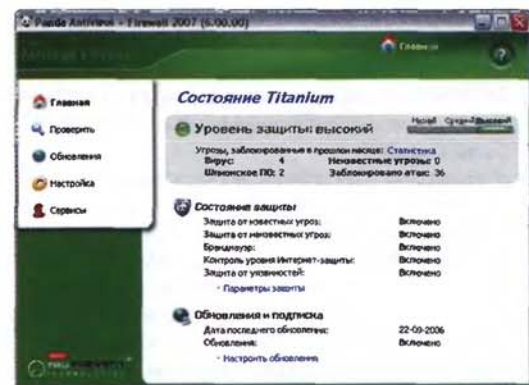 Panda Antivirus + Firewall 2007 (6.00.00)
Главная
Главная
Проверить
Обновления
Настройка
Сервисы
Состояние Titanium
Уровень защиты: высокий
Низкий Средний Высокий
Угрозы, заблокированные в прошлом месяце: Статистика
Вирус: 4 Неизвестные угрозы: 0
Шпионское ПО: 2 Заблокировано атак: 36
Состояние защиты
Защита от известных угроз: Включено
Защита от неизвестных угроз: Включено
Брандмауэр: Включено
Контроль уровня Интернет-защиты: Включено
Защита от уязвимостей: Включено
· Параметры защиты
Обновления и подписка
Дата последнего обновления: 22-09-2006
Обновления: Включено
· Настроить обновления